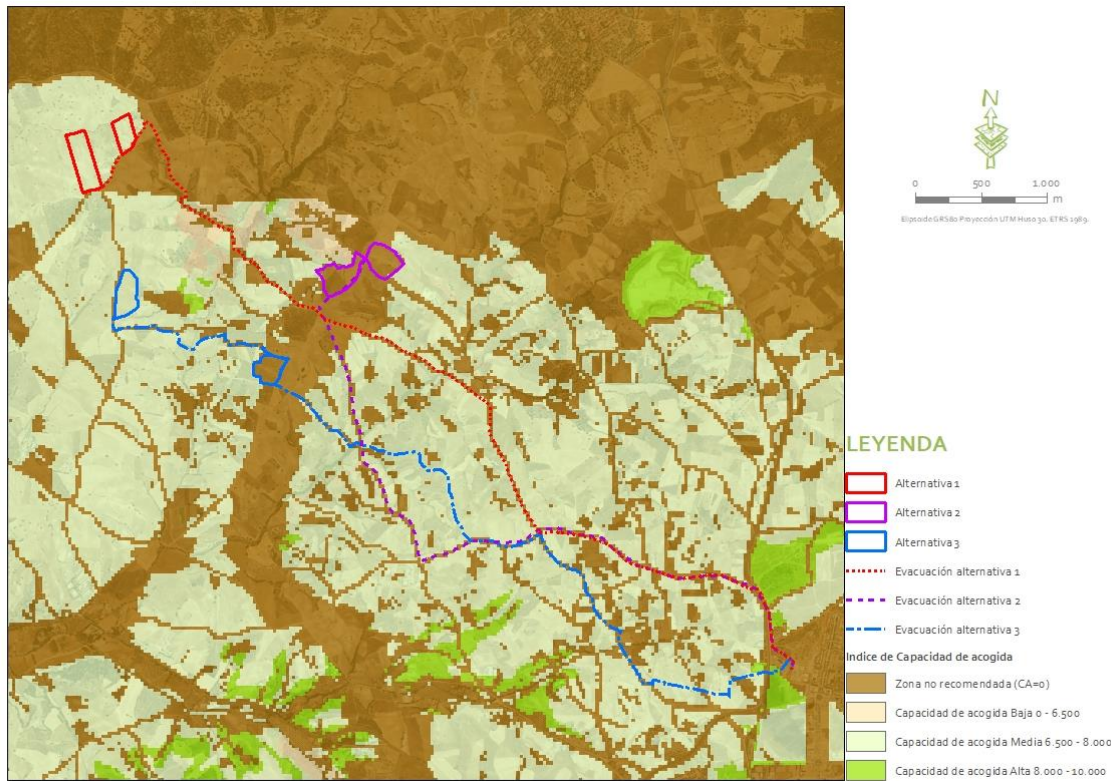 N
0 500 1.000
m
Elipsoide GRS80 Proyección UTM Huso 30. ETRS 1989.
LEYENDA
Alternativa 1
Alternativa 2
Alternativa 3
Evacuación alternativa 1
Evacuación alternativa 2
Evacuación alternativa 3
Indice de Capacidad de acogida
Zona no recomendada (CA=0)
Capacidad de acogida Baja 0 - 6.500
Capacidad de acogida Media 6.500 - 8.000
Capacidad de acogida Alta 8.000 - 10.000